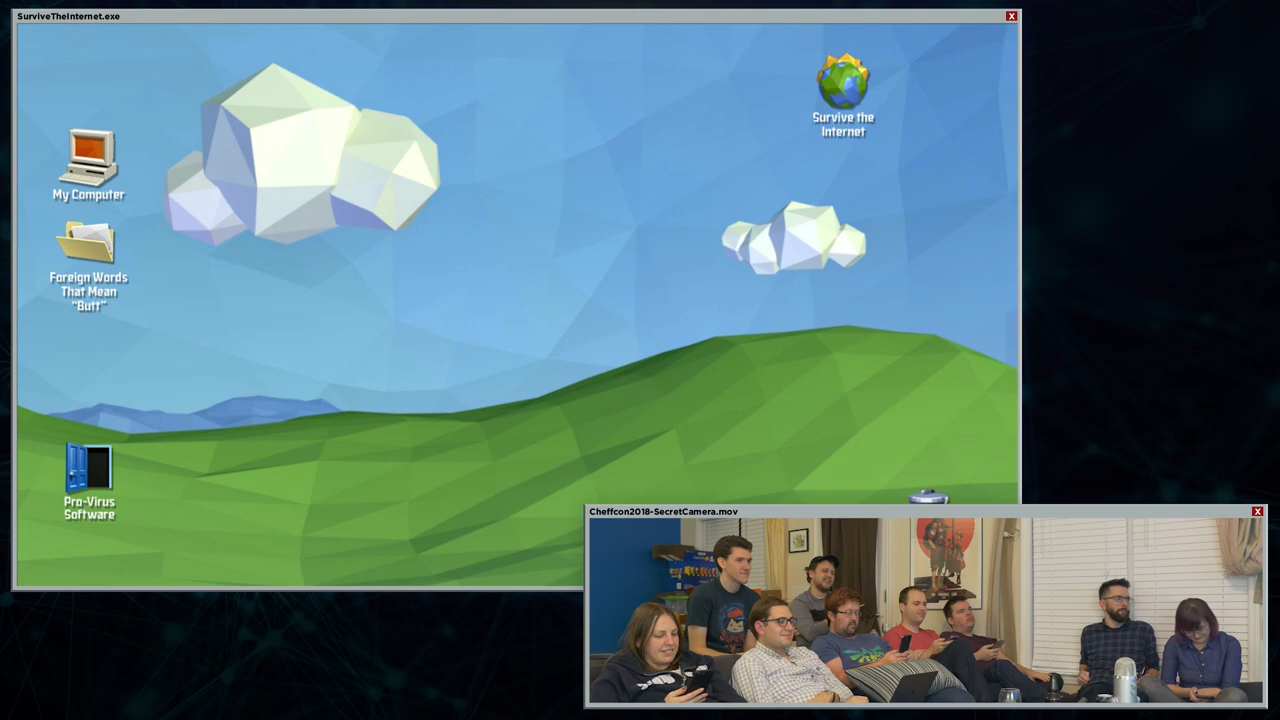 SurviveTheInternet.exe
X
Survive the
Internet
My Computer
Foreign Words
That Mean
"Butt"
Pro-Virus
Software
Cheffcon2018-SecretCamera.mov
X